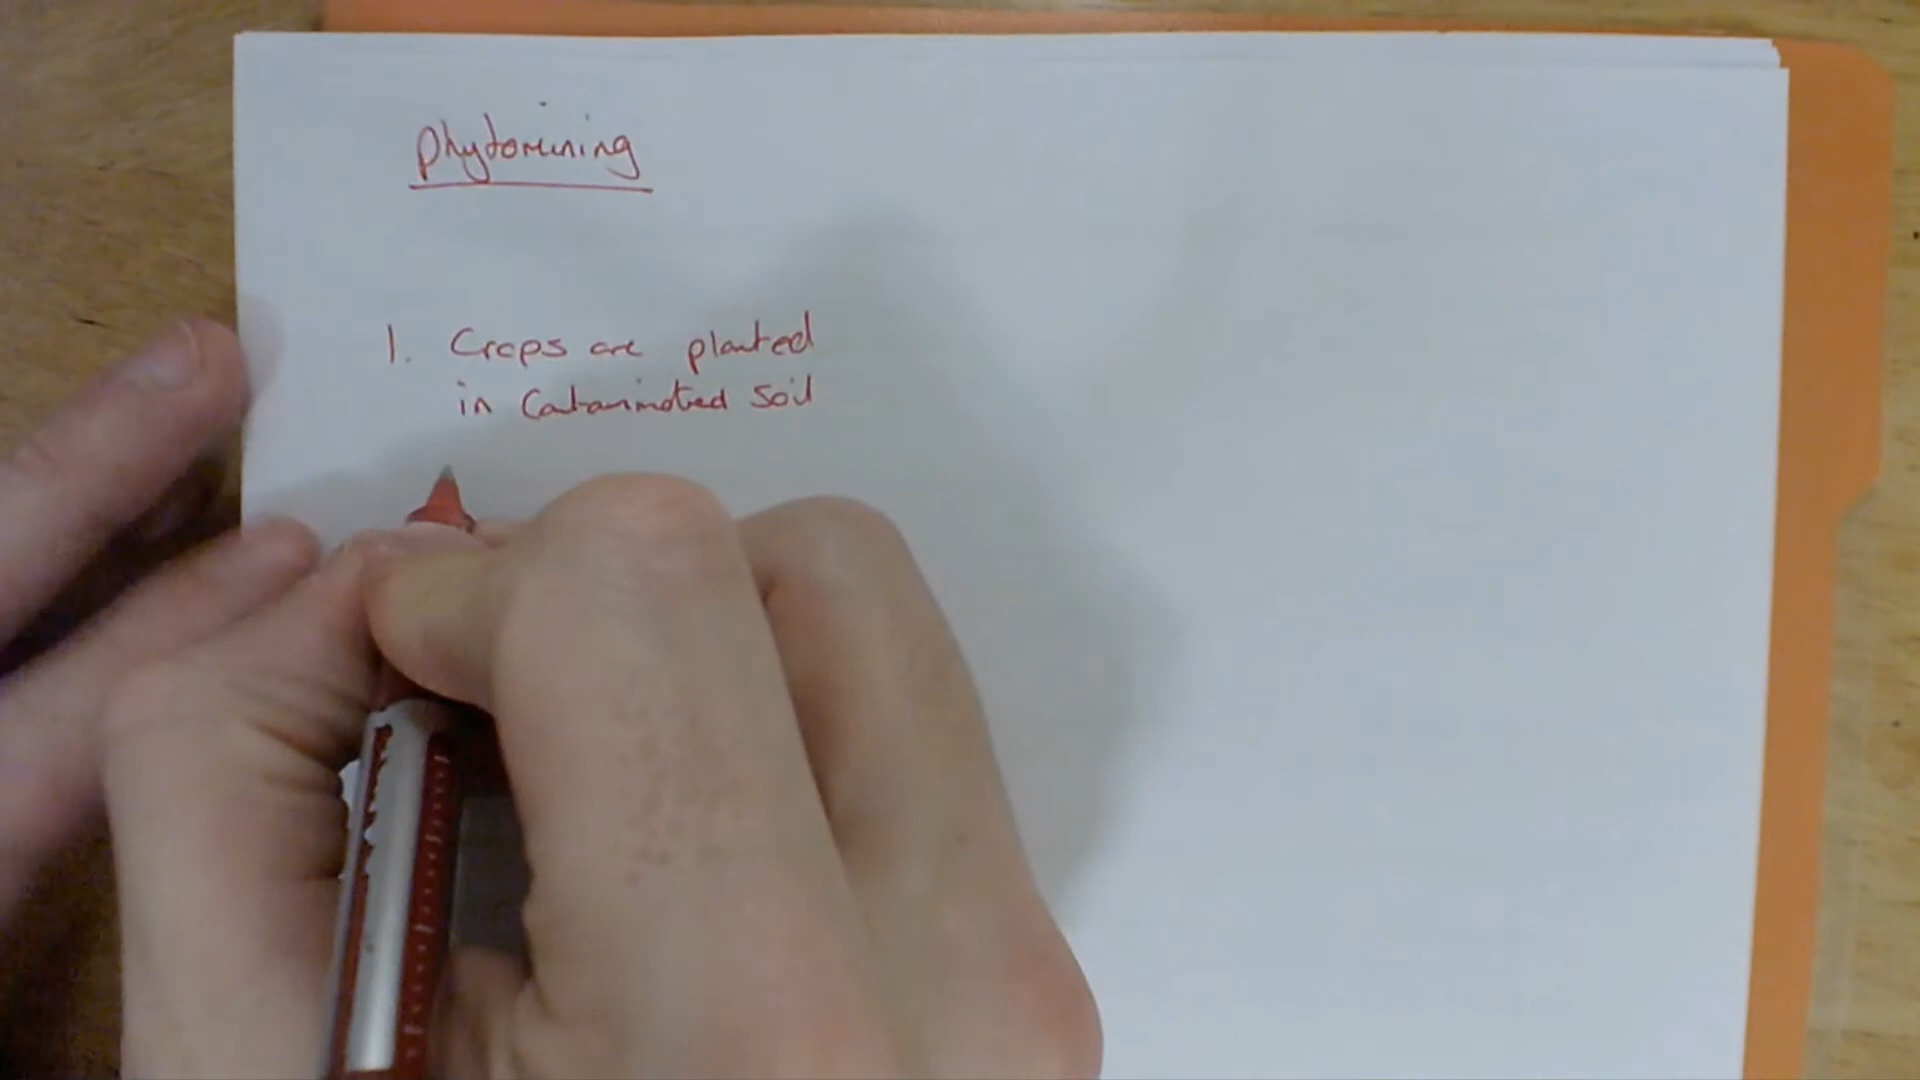 Phytomining
1. Crops are planted
in Contaminated Soil